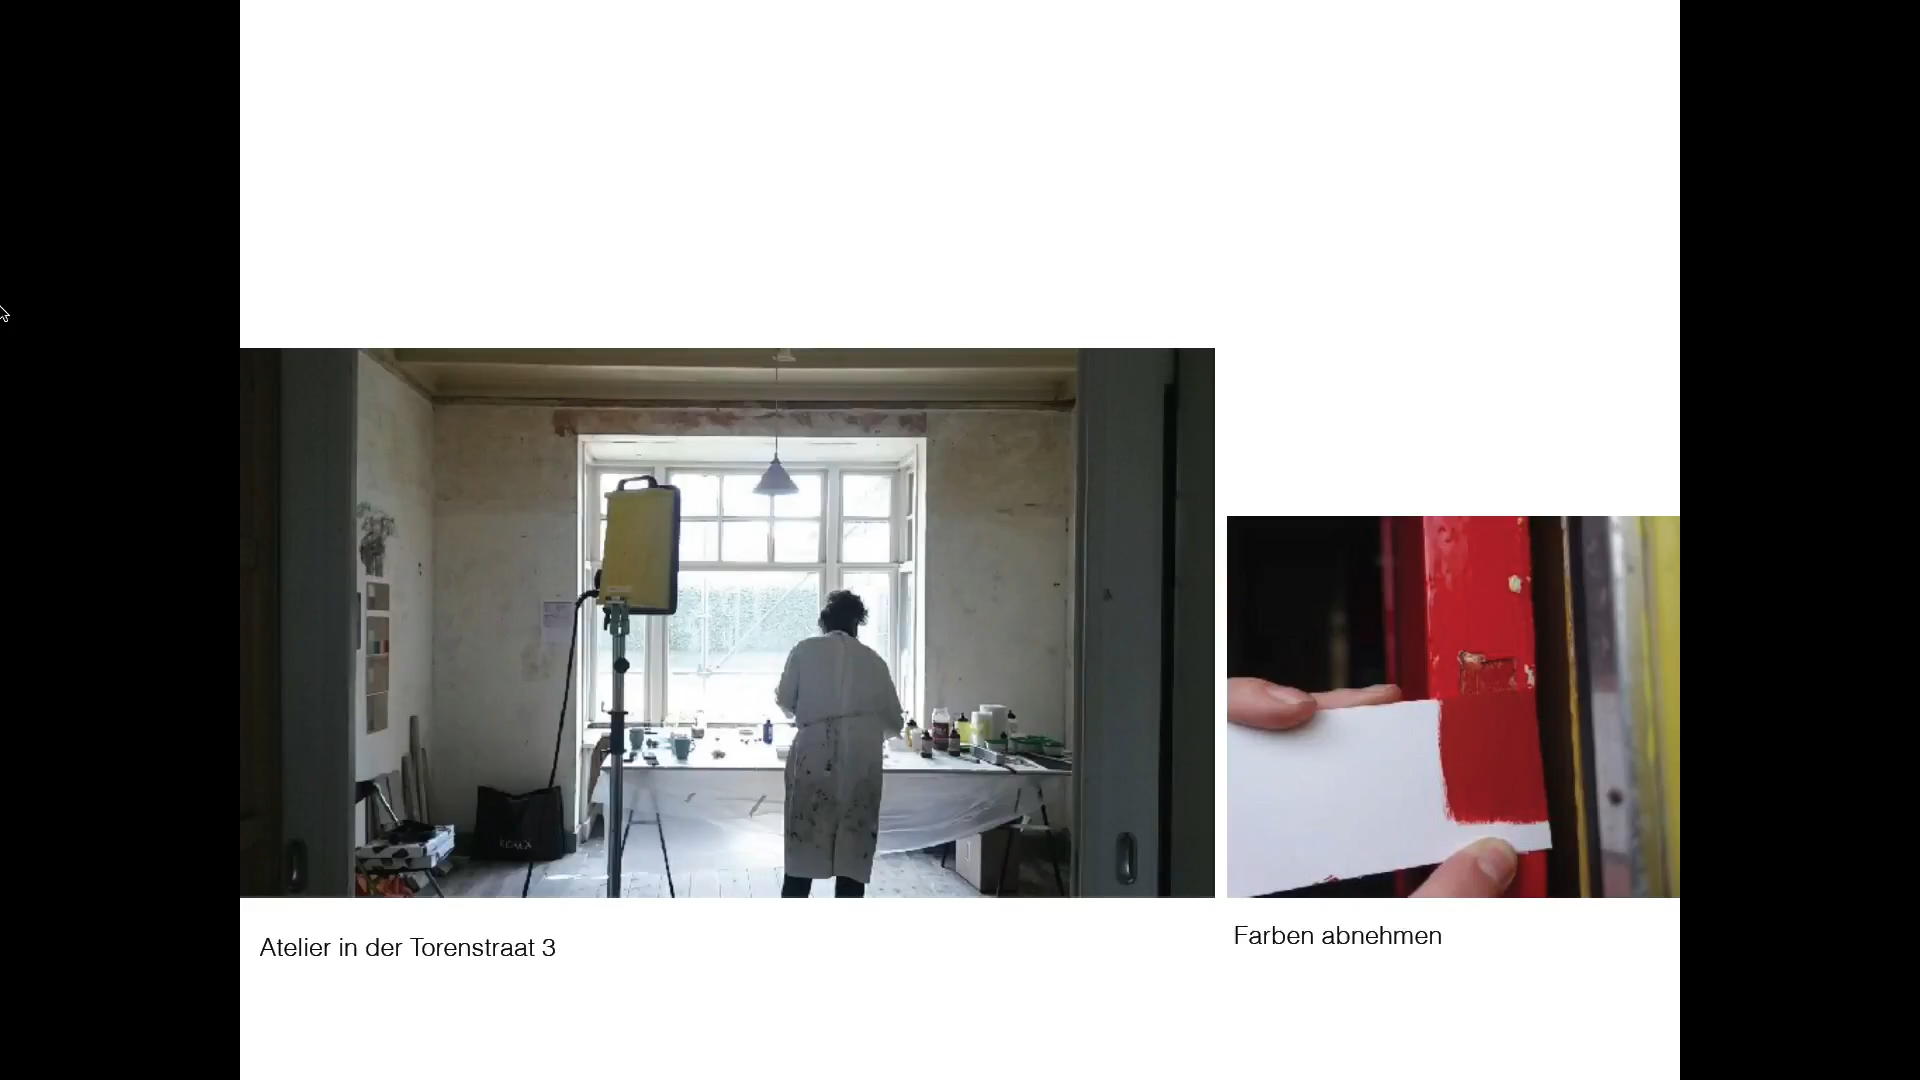 Atelier in der Torenstraat 3
Farben abnehmen